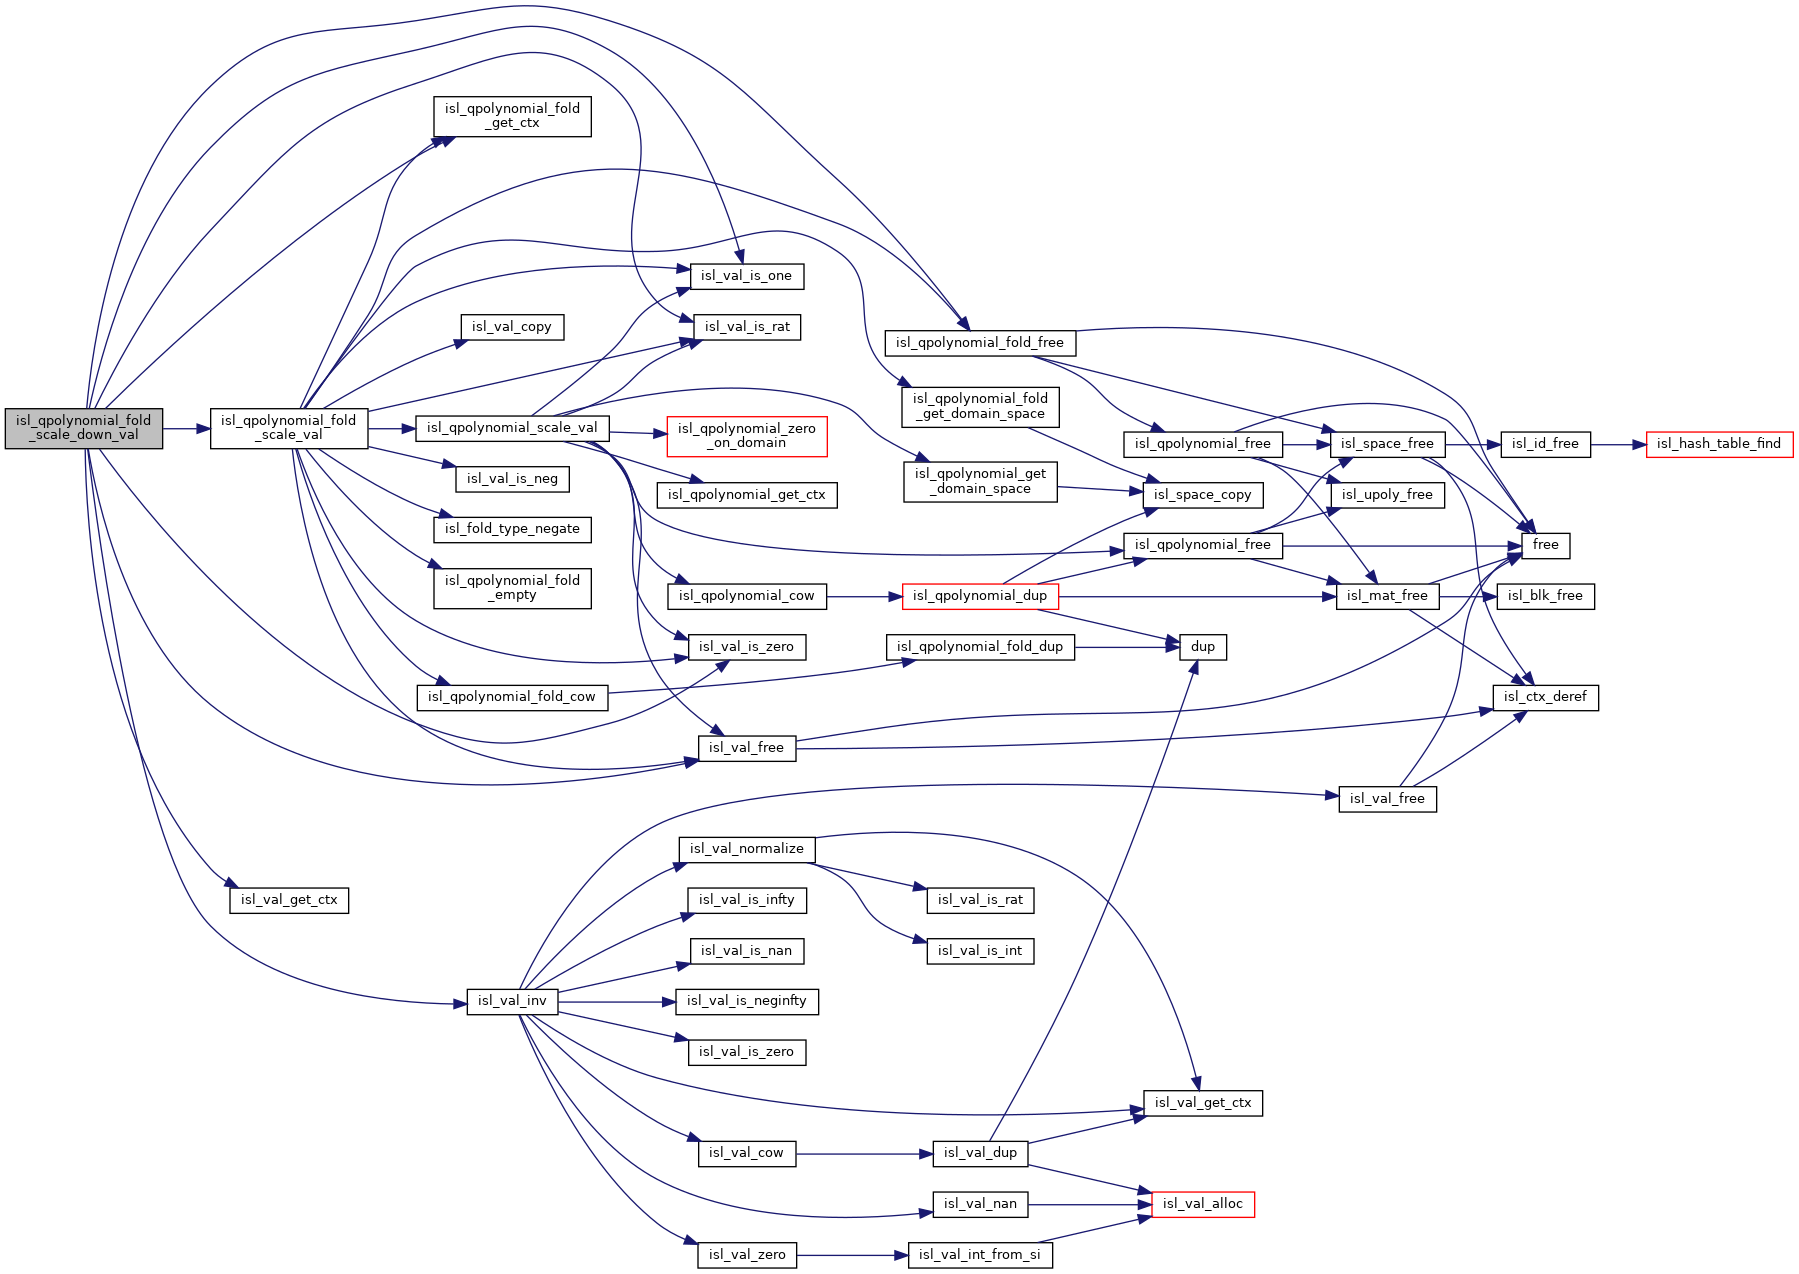 isl_qpolynomial_fold
_scale_down_val
isl_qpolynomial_fold
_scale_val
isl_val_get_ctx
isl_qpolynomial_fold
_get_ctx
isl_val_copy
isl_qpolynomial_scale_val
isl_val_is_neg
isl_fold_type_negate
isl_qpolynomial_fold
_empty
isl_qpolynomial_fold_cow
isl_val_inv
isl_val_is_one
isl_val_is_rat
isl_qpolynomial_zero
_on_domain
isl_qpolynomial_get_ctx
isl_qpolynomial_cow
isl_val_is_zero
isl_val_free
isl_val_normalize
isl_val_is_infty
isl_val_is_nan
isl_val_is_neginfty
isl_val_is_zero
isl_val_cow
isl_val_zero
isl_qpolynomial_fold_free
isl_qpolynomial_fold
_get_domain_space
isl_qpolynomial_get
_domain_space
isl_qpolynomial_dup
isl_qpolynomial_fold_dup
isl_val_is_rat
isl_val_is_int
isl_val_dup
isl_val_nan
isl_val_int_from_si
isl_qpolynomial_free
isl_space_copy
isl_qpolynomial_free
dup
isl_val_get_ctx
isl_val_alloc
isl_space_free
isl_upoly_free
isl_mat_free
isl_val_free
isl_id_free
free
isl_blk_free
isl_ctx_deref
isl_hash_table_find